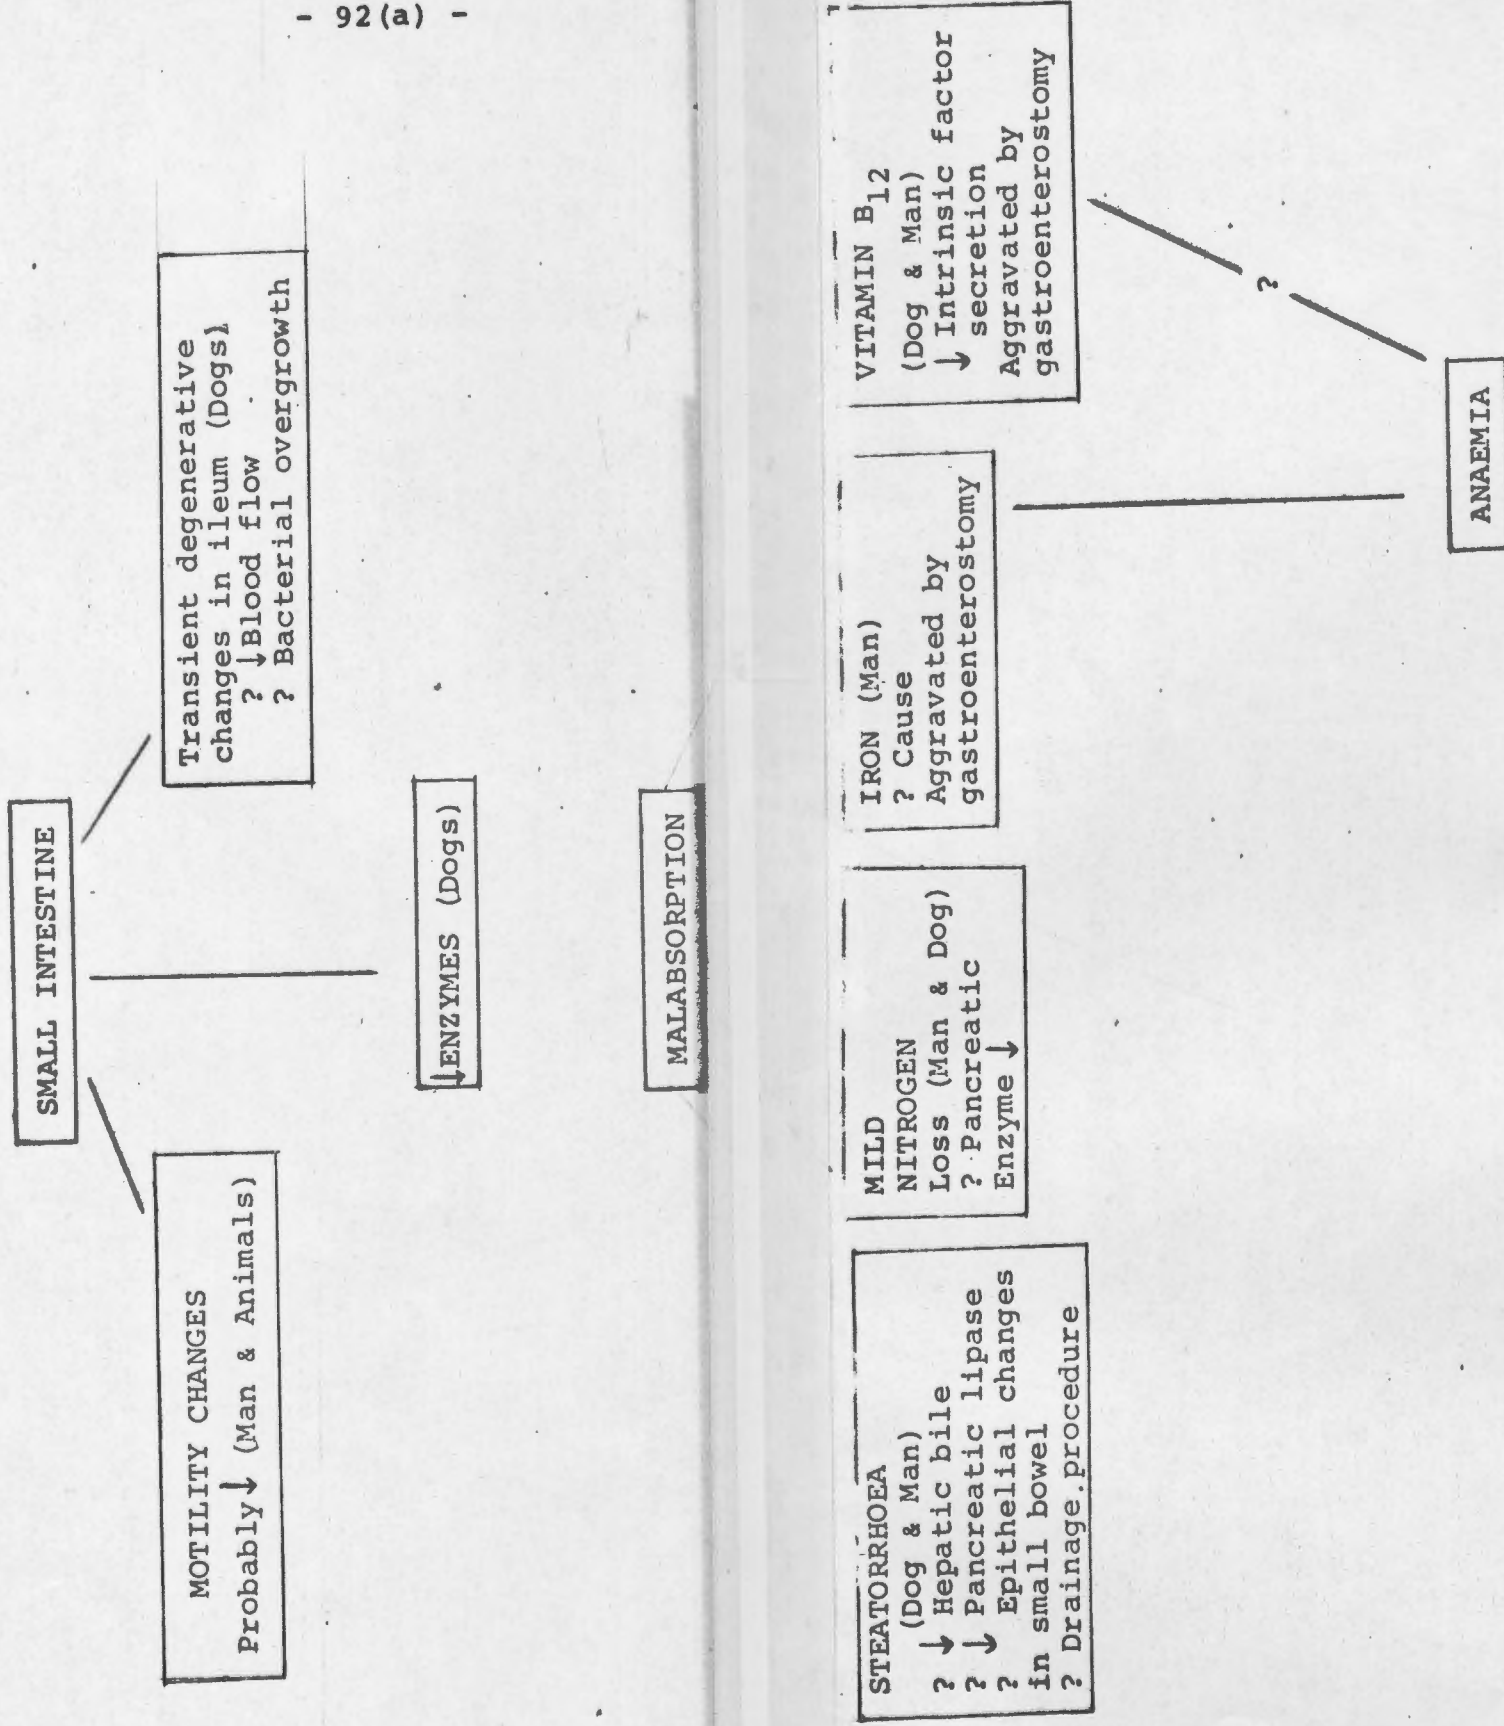 - 92(a) -
SMALL INTESTINE
MOTILITY CHANGES
Probably ↓ (Man & Animals)
↓ENZYMES (Dogs)
Transient degenerative
changes in ileum (Dogs)
? ↓Blood flow
? Bacterial overgrowth
MALABSORPTION
STEATORRHOEA
(Dog & Man)
? ↓ Hepatic bile
? ↓ Pancreatic lipase
? Epithelial changes
in small bowel
? Drainage.procedure
MILD
NITROGEN
Loss (Man & Dog)
? Pancreatic
Enzyme ↓
IRON (Man)
? Cause
Aggravated by
gastroenterostomy
VITAMIN B12
(Dog & Man)
↓ Intrinsic factor
secretion
Aggravated by
gastroenterostomy
?
ANAEMIA